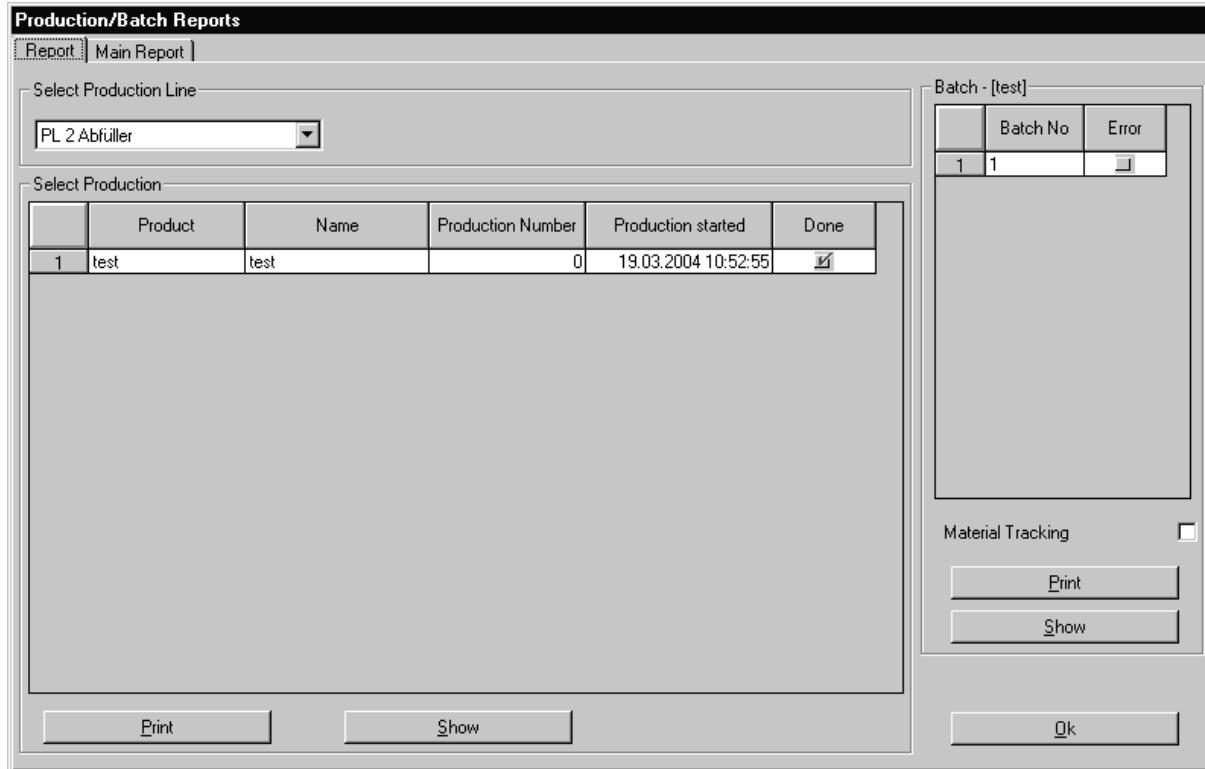 Production/Batch Reports
Report Main Report
Select Production Line
PL 2 Abfüller
Select Production
Product Name Production Number Production started Done
1 test test 0 19.03.2004 10:52:55
Print Show
Batch - [test]
Batch No Error
1 1
Material Tracking
Print
Show
Ok